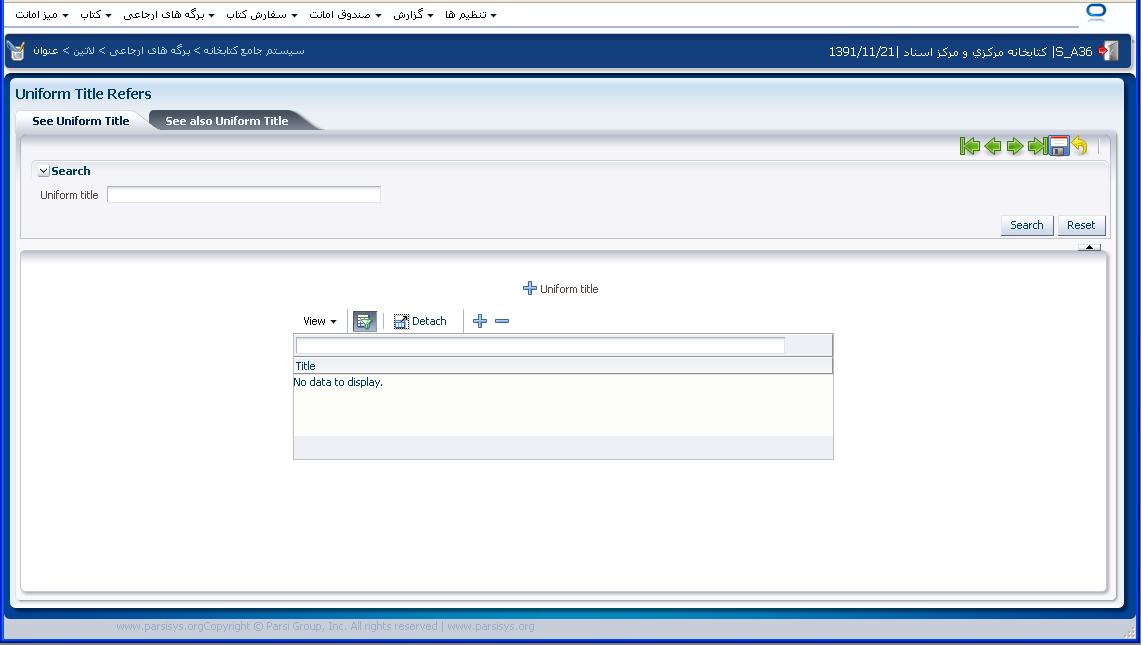 میز امانت کتاب برگه های ارجاعی سفارش کتاب صندوق امانت گزارش تنظیم ها
سیستم جامع کتابخانه > برگه های ارجاعی > لاتین > عنوان
S_A36| کتابخانه مرکزي و مرکز اسناد |1391/11/21
Uniform Title Refers
See Uniform Title See also Uniform Title
Search
Uniform title
Search Reset
Uniform title
View Detach
Title
No data to display.
www.parsisys.orgCopyright © Parsi Group, Inc. All rights reserved | www.parsisys.org